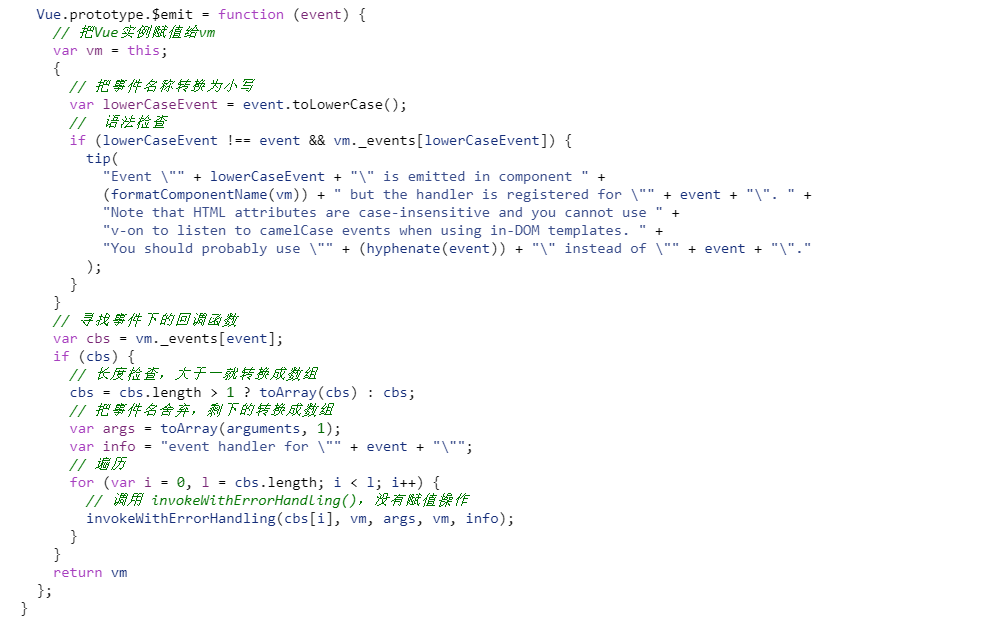 Vue.prototype.$emit = function (event) {
// 把Vue实例赋值给vm
var vm = this;
{
// 把事件名称转换为小写
var lowerCaseEvent = event.toLowerCase();
//  语法检查
if (lowerCaseEvent !== event && vm._events[lowerCaseEvent]) {
tip(
"Event \"" + lowerCaseEvent + "\" is emitted in component " +
(formatComponentName(vm)) + " but the handler is registered for \"" + event + "\". " +
"Note that HTML attributes are case-insensitive and you cannot use " +
"v-on to listen to camelCase events when using in-DOM templates. " +
"You should probably use \"" + (hyphenate(event)) + "\" instead of \"" + event + "\"."
);
}
}
// 寻找事件下的回调函数
var cbs = vm._events[event];
if (cbs) {
// 长度检查，大于一就转换成数组
cbs = cbs.length > 1 ? toArray(cbs) : cbs;
// 把事件名舍弃，剩下的转换成数组
var args = toArray(arguments, 1);
var info = "event handler for \"" + event + "\"";
// 遍历
for (var i = 0, l = cbs.length; i < l; i++) {
// 调用 invokeWithErrorHandling()，没有赋值操作
invokeWithErrorHandling(cbs[i], vm, args, vm, info);
}
}
return vm
};
}